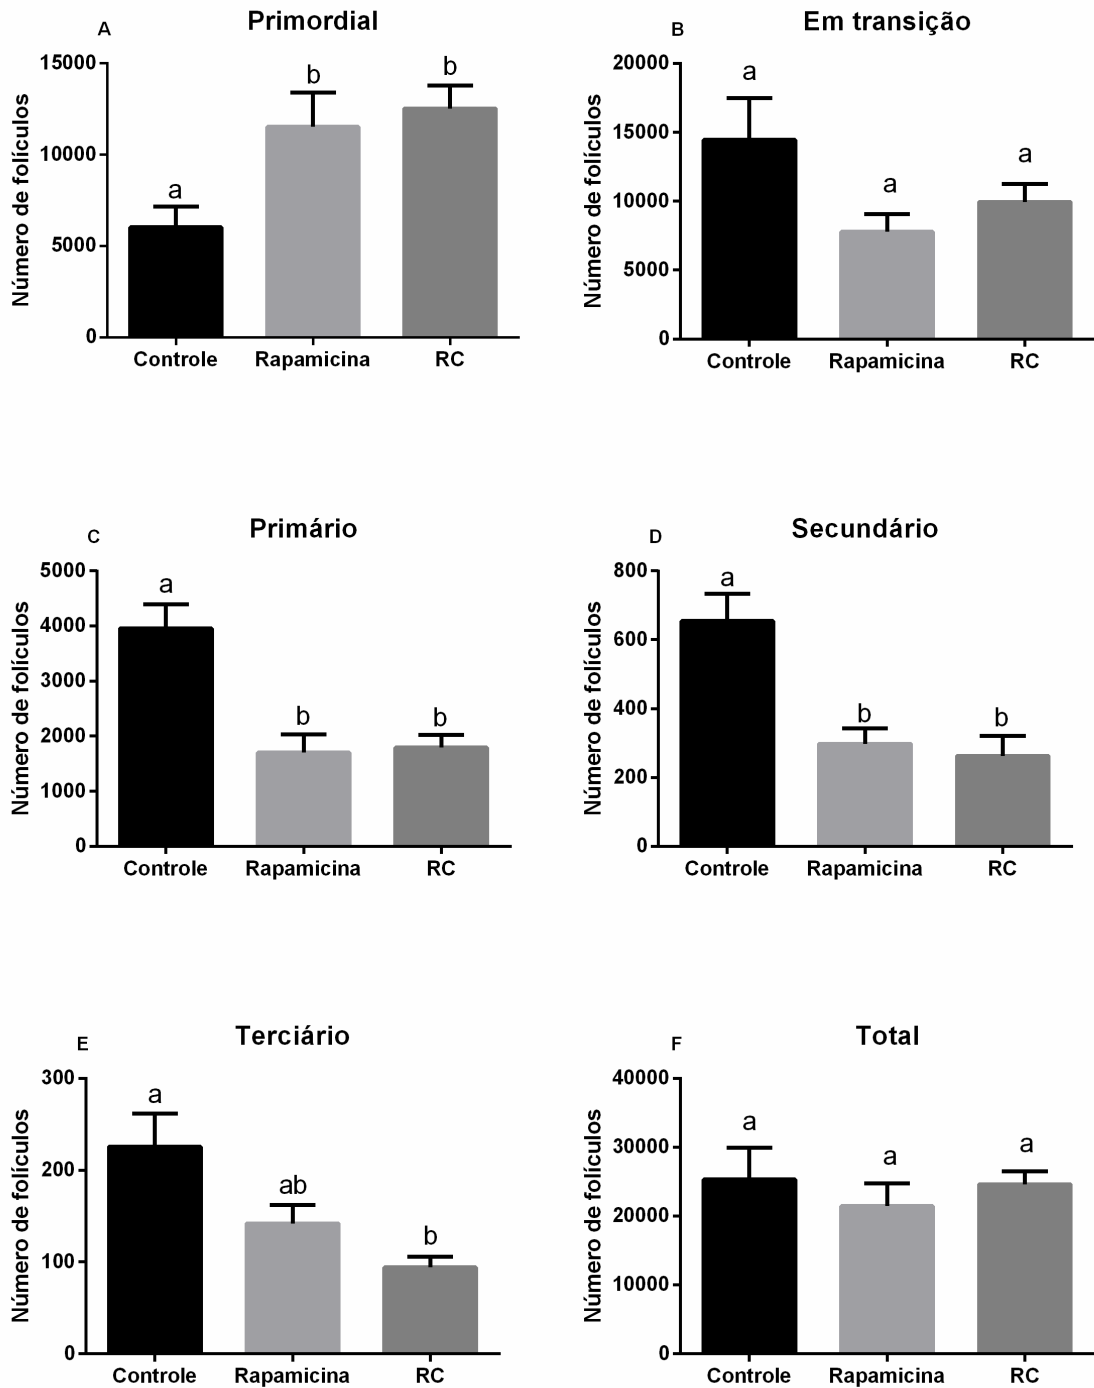 A
Primordial
Número de folículos
15000
10000
5000
0
a
b
b
Controle
Rapamicina
RC
B
Em transição
Número de folículos
20000
15000
10000
5000
0
a
a
a
Controle
Rapamicina
RC
C
Primário
Número de folículos
5000
4000
3000
2000
1000
0
a
b
b
Controle
Rapamicina
RC
D
Secundário
Número de folículos
800
600
400
200
0
a
b
b
Controle
Rapamicina
RC
E
Terciário
Número de folículos
300
200
100
0
a
ab
b
Controle
Rapamicina
RC
F
Total
Número de folículos
40000
30000
20000
10000
0
a
a
a
Controle
Rapamicina
RC